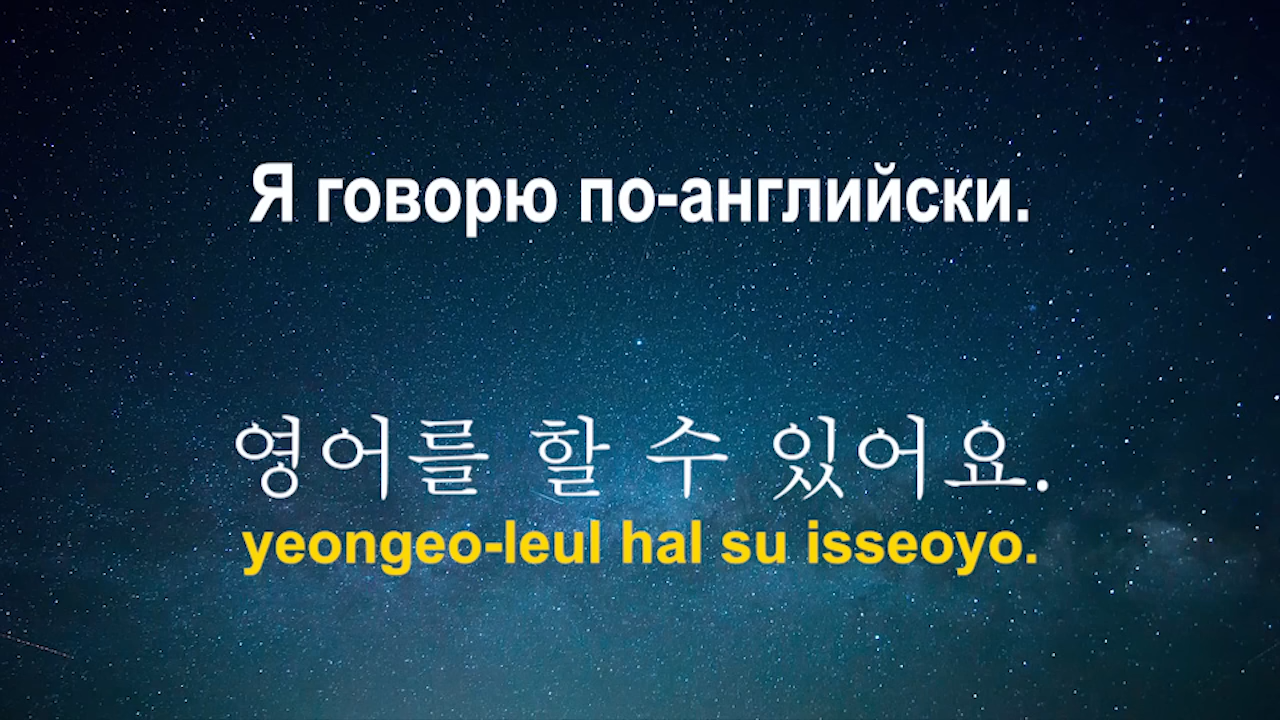 Я говорю по-английски.
영어를 할 수 있어요.
yeongeo-leul hal su isseoyo.